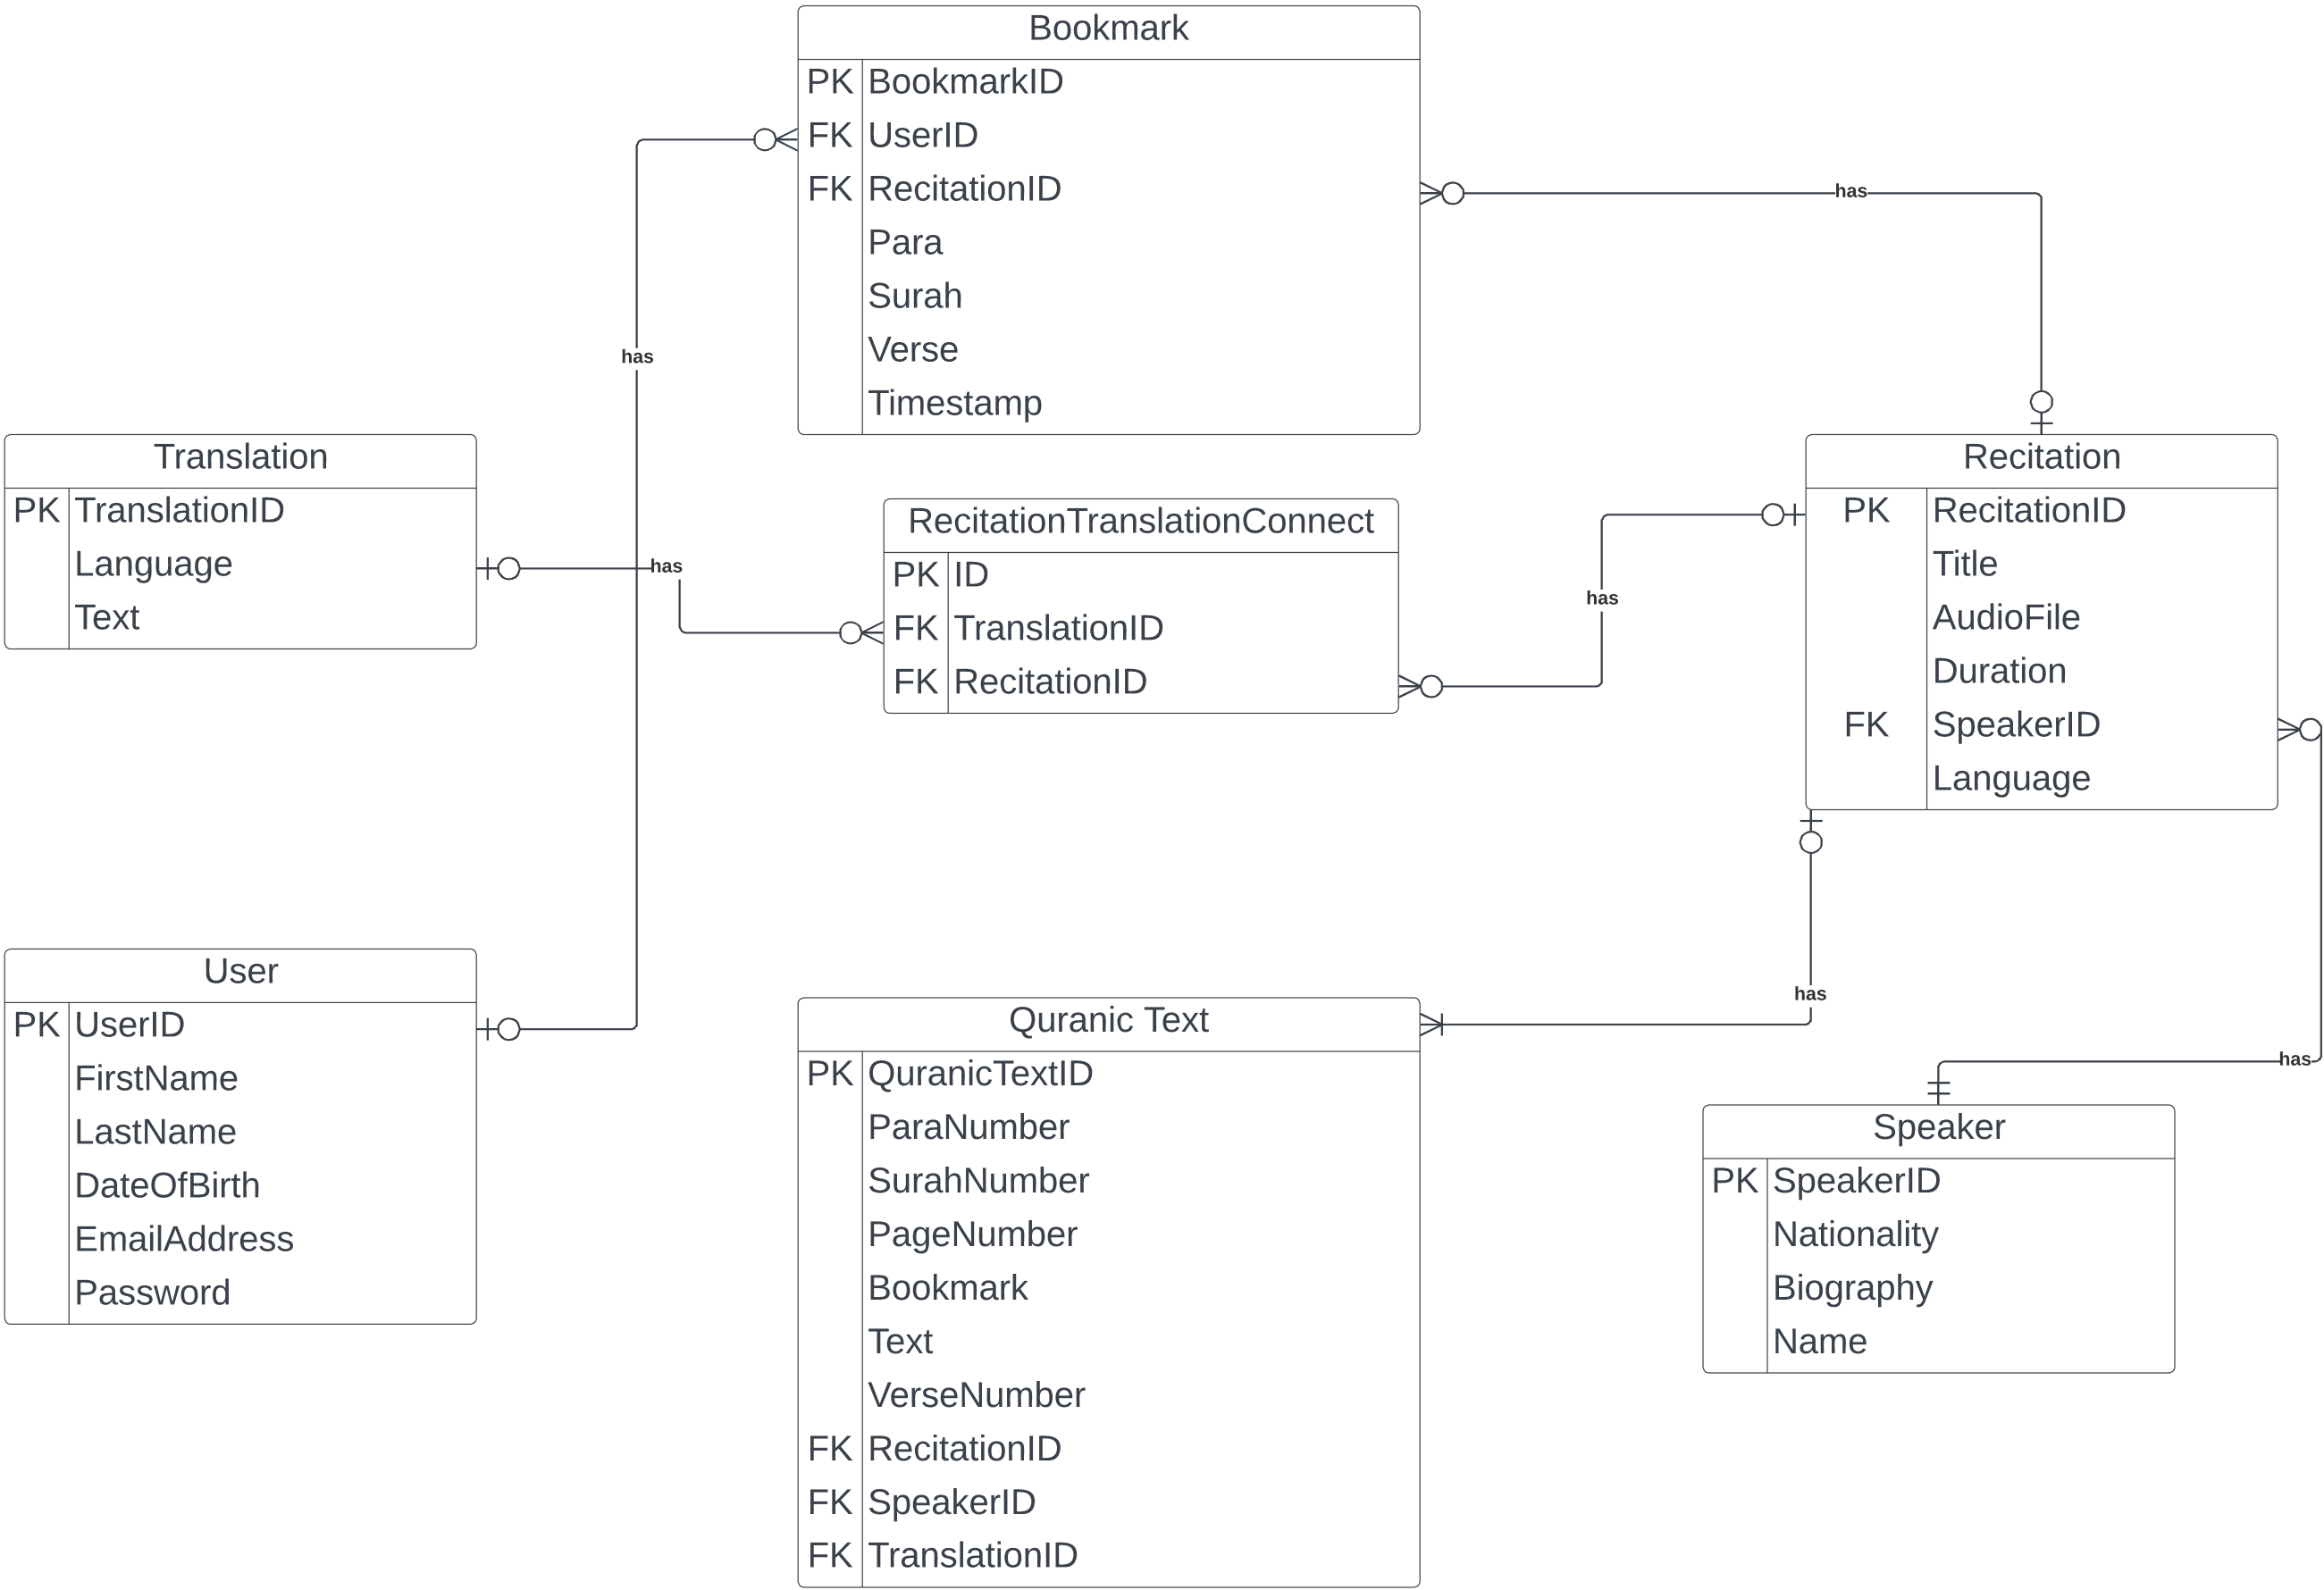 Bookmark
PK BookmarkID
FK UserID
FK RecitationID
Para
Surah
Verse
Timestamp
has
has
Translation
PK TranslationID
Language
Text
has
RecitationTranslationConnect
PK ID
FK TranslationID
FK RecitationID
has
Recitation
PK RecitationID
Title
AudioFile
Duration
FK SpeakerID
Language
User
PK UserID
FirstName
LastName
DateOfBirth
EmailAddress
Password
Quranic Text
PK QuranicTextID
ParaNumber
SurahNumber
PageNumber
Bookmark
Text
VerseNumber
FK RecitationID
FK SpeakerID
FK TranslationID
has
has
Speaker
PK SpeakerID
Nationality
Biography
Name